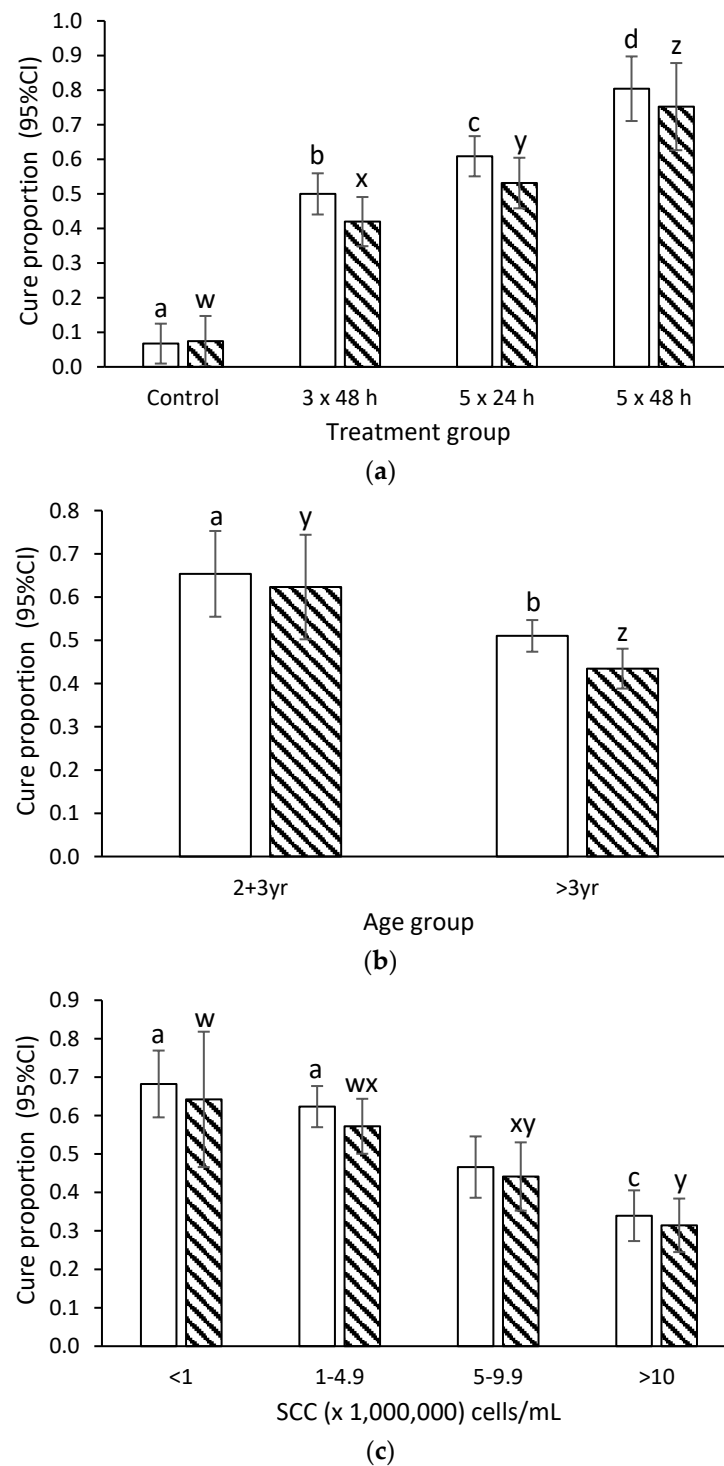 Cure proportion (95%CI)
1.0
0.9
0.8
0.7
0.6
0.5
0.4
0.3
0.2
0.1
0.0
a w b x c y d z
Control 3 x 48 h 5 x 24 h 5 x 48 h
Treatment group
(a)
Cure proportion (95%CI)
0.8
0.7
0.6
0.5
0.4
0.3
0.2
0.1
0.0
a y b z
2+3yr >3yr
Age group
(b)
Cure proportion (95%CI)
0.9
0.8
0.7
0.6
0.5
0.4
0.3
0.2
0.1
0.0
a w a wx xy c y
<1 1-4.9 5-9.9 >10
SCC (x 1,000,000) cells/mL
(c)